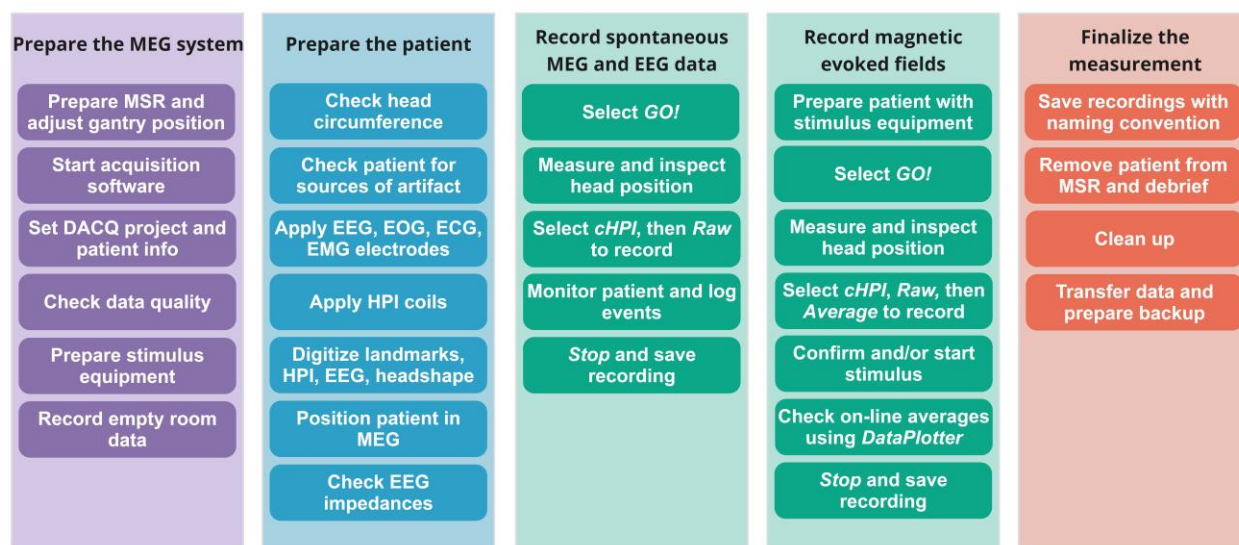 Prepare the MEG system
Prepare MSR and
adjust gantry position
Start acquisition
software
Set DACQ project and
patient info
Check data quality
Prepare stimulus
equipment
Record empty room
data
Prepare the patient
Check head
circumference
Check patient for
sources of artifact
Apply EEG, EOG, ECG,
EMG electrodes
Apply HPI coils
Digitize landmarks,
HPI, EEG, headshape
Position patient in
MEG
Check EEG
impedances
Record spontaneous
MEG and EEG data
Select GO!
Measure and inspect
head position
Select cHPI, then Raw
to record
Monitor patient and log
events
Stop and save
recording
Record magnetic
evoked fields
Prepare patient with
stimulus equipment
Select GO!
Measure and inspect
head position
Select cHPI, Raw, then
Average to record
Confirm and/or start
stimulus
Check on-line averages
using DataPlotter
Stop and save
recording
Finalize the
measurement
Save recordings with
naming convention
Remove patient from
MSR and debrief
Clean up
Transfer data and
prepare backup